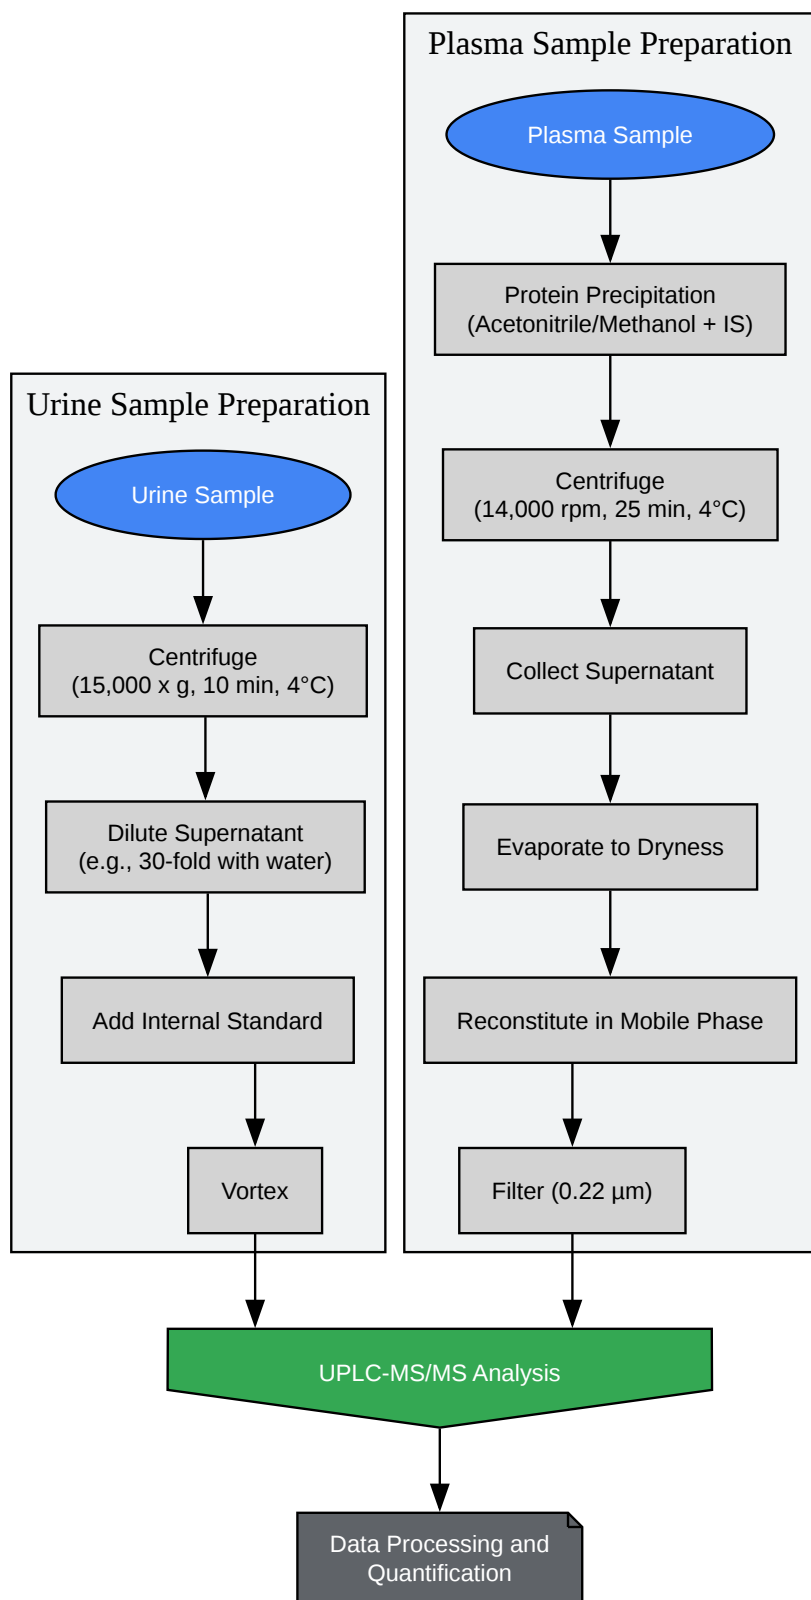 Plasma Sample Preparation
Plasma Sample
Protein Precipitation
(Acetonitrile/Methanol + IS)
Centrifuge
(14,000 rpm, 25 min, 4°C)
Collect Supernatant
Evaporate to Dryness
Reconstitute in Mobile Phase
Filter (0.22 µm)
Urine Sample Preparation
Urine Sample
Centrifuge
(15,000 x g, 10 min, 4°C)
Dilute Supernatant
(e.g., 30-fold with water)
Add Internal Standard
Vortex
UPLC-MS/MS Analysis
Data Processing and
Quantification